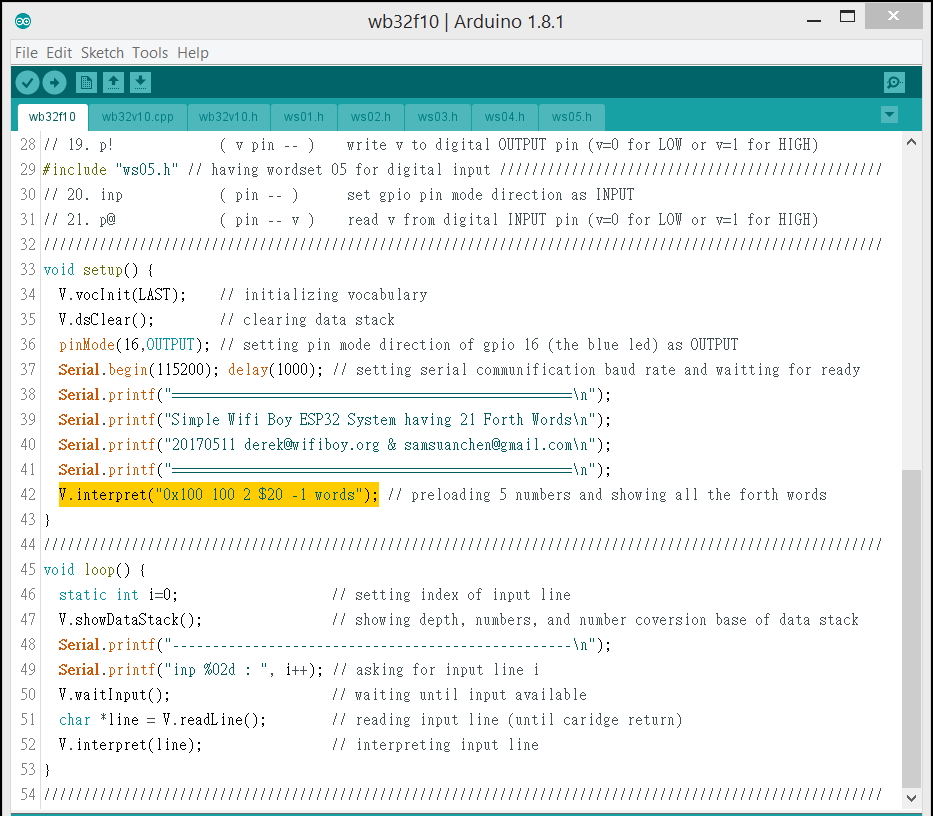 wb32f10 | Arduino 1.8.1
File Edit Sketch Tools Help
wb32f10 wb32v10.cpp wb32v10.h ws01.h ws02.h ws03.h ws04.h ws05.h
28 // 19. p! ( v pin -- ) write v to digital OUTPUT pin (v=0 for LOW or v=1 for HIGH)
29 #include "ws05.h" // having wordset 05 for digital input ////////////////////////////////////////////////
30 // 20. inp ( pin -- ) set gpio pin mode direction as INPUT
31 // 21. p@ ( pin -- v ) read v from digital INPUT pin (v=0 for LOW or v=1 for HIGH)
32 /////////////////////////////////////////////////////////////////////////////////////////////////////////
33 void setup() {
34 V.vocInit(LAST); // initializing vocabulary
35 V.dsClear(); // clearing data stack
36 pinMode(16,OUTPUT); // setting pin mode direction of gpio 16 (the blue led) as OUTPUT
37 Serial.begin(115200); delay(1000); // setting serial communification baud rate and waitting for ready
38 Serial.printf("==================================================\n");
39 Serial.printf("Simple Wifi Boy ESP32 System having 21 Forth Words\n");
40 Serial.printf("20170511 derek@wifiboy.org & samsuanchen@gmail.com\n");
41 Serial.printf("==================================================\n");
42 V.interpret("0x100 100 2 $20 -1 words"); // preloading 5 numbers and showing all the forth words
43 }
44 /////////////////////////////////////////////////////////////////////////////////////////////////////////
45 void loop() {
46 static int i=0; // setting index of input line
47 V.showDataStack(); // showing depth, numbers, and number coversion base of data stack
48 Serial.printf("--------------------------------------------------\n");
49 Serial.printf("inp %02d : ", i++); // asking for input line i
50 V.waitInput(); // waiting until input available
51 char *line = V.readLine(); // reading input line (until caridge return)
52 V.interpret(line); // interpreting input line
53 }
54 /////////////////////////////////////////////////////////////////////////////////////////////////////////